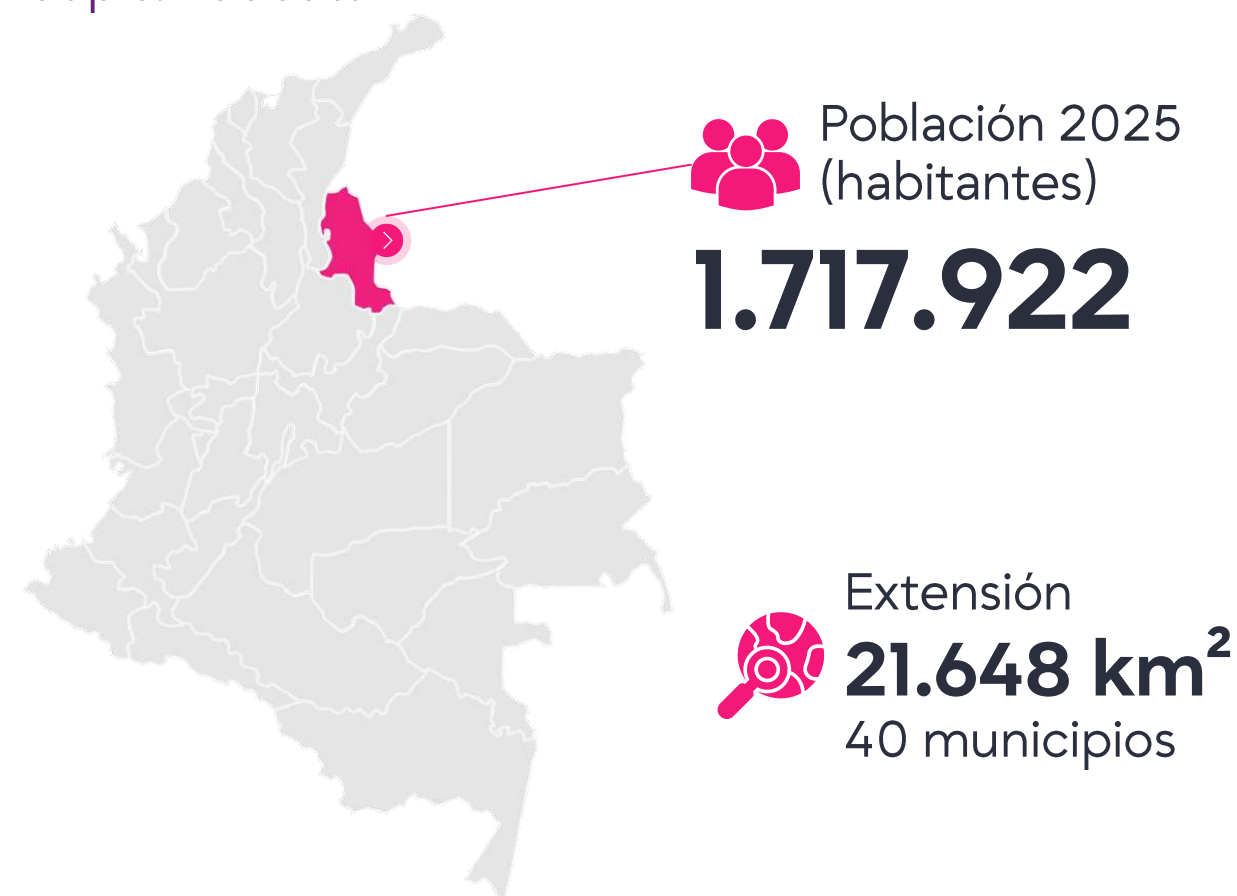 Población 2025
(habitantes)
1.717.922
Extensión
21.648 km²
40 municipios